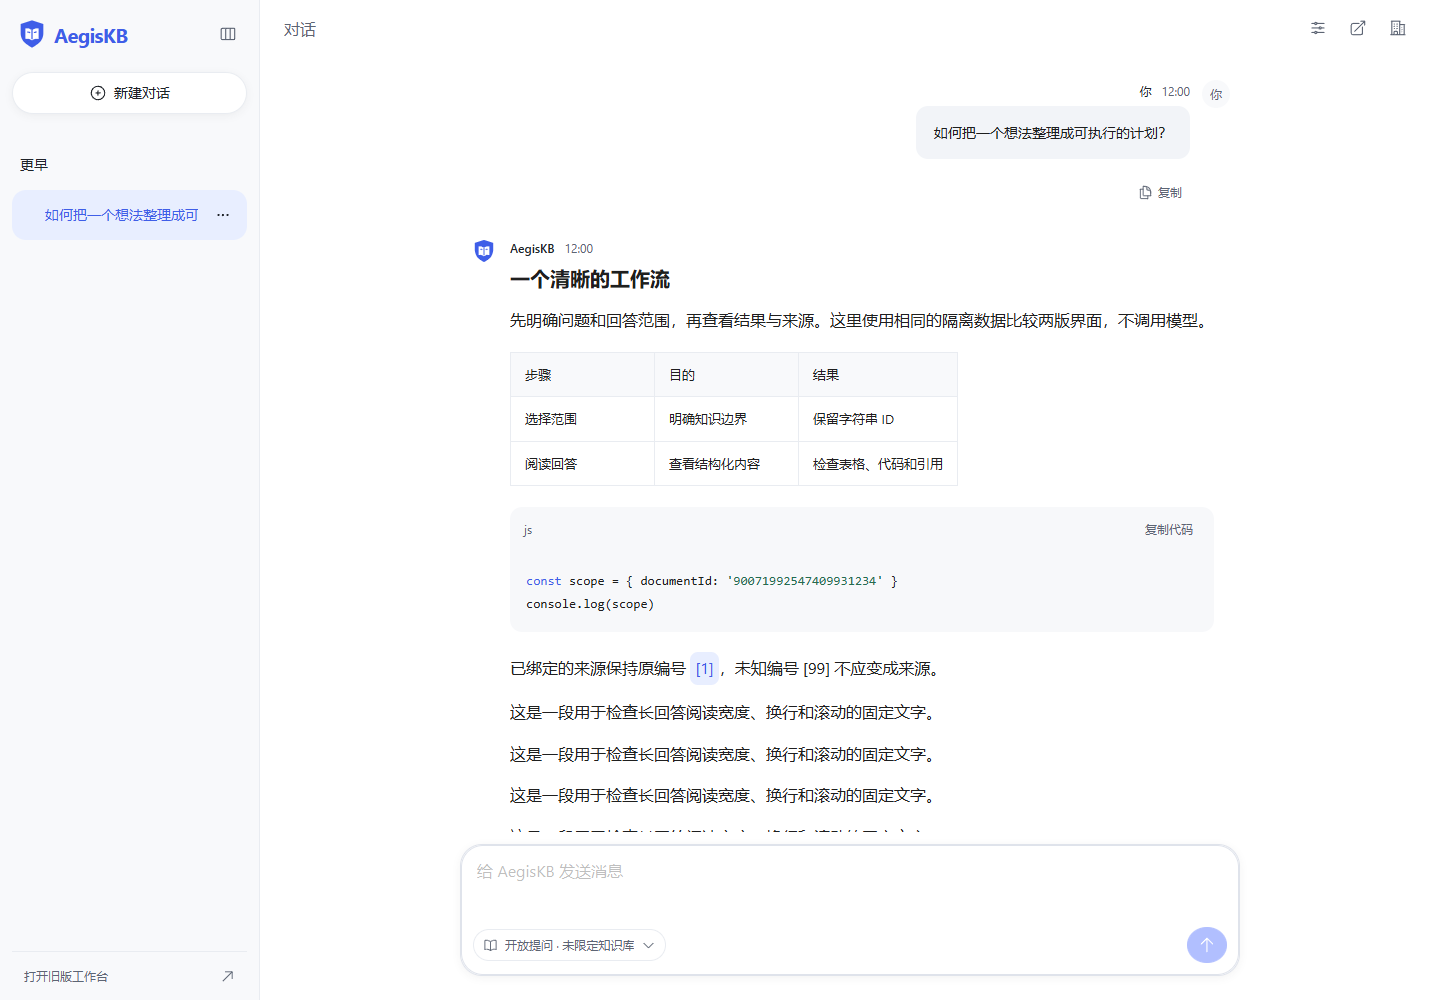 AegisKB
新建对话
更早
如何把一个想法整理成可
打开旧版工作台
对话
你 12:00 你
如何把一个想法整理成可执行的计划？
复制
AegisKB 12:00
一个清晰的工作流
先明确问题和回答范围，再查看结果与来源。这里使用相同的隔离数据比较两版界面，不调用模型。
步骤 目的 结果
选择范围 明确知识边界 保留字符串 ID
阅读回答 查看结构化内容 检查表格、代码和引用
js 复制代码
const scope = { documentId: '90071992547409931234' }
console.log(scope)
已绑定的来源保持原编号 [1]，未知编号 [99] 不应变成来源。
这是一段用于检查长回答阅读宽度、换行和滚动的固定文字。
这是一段用于检查长回答阅读宽度、换行和滚动的固定文字。
这是一段用于检查长回答阅读宽度、换行和滚动的固定文字。
给 AegisKB 发送消息
开放提问 · 未限定知识库